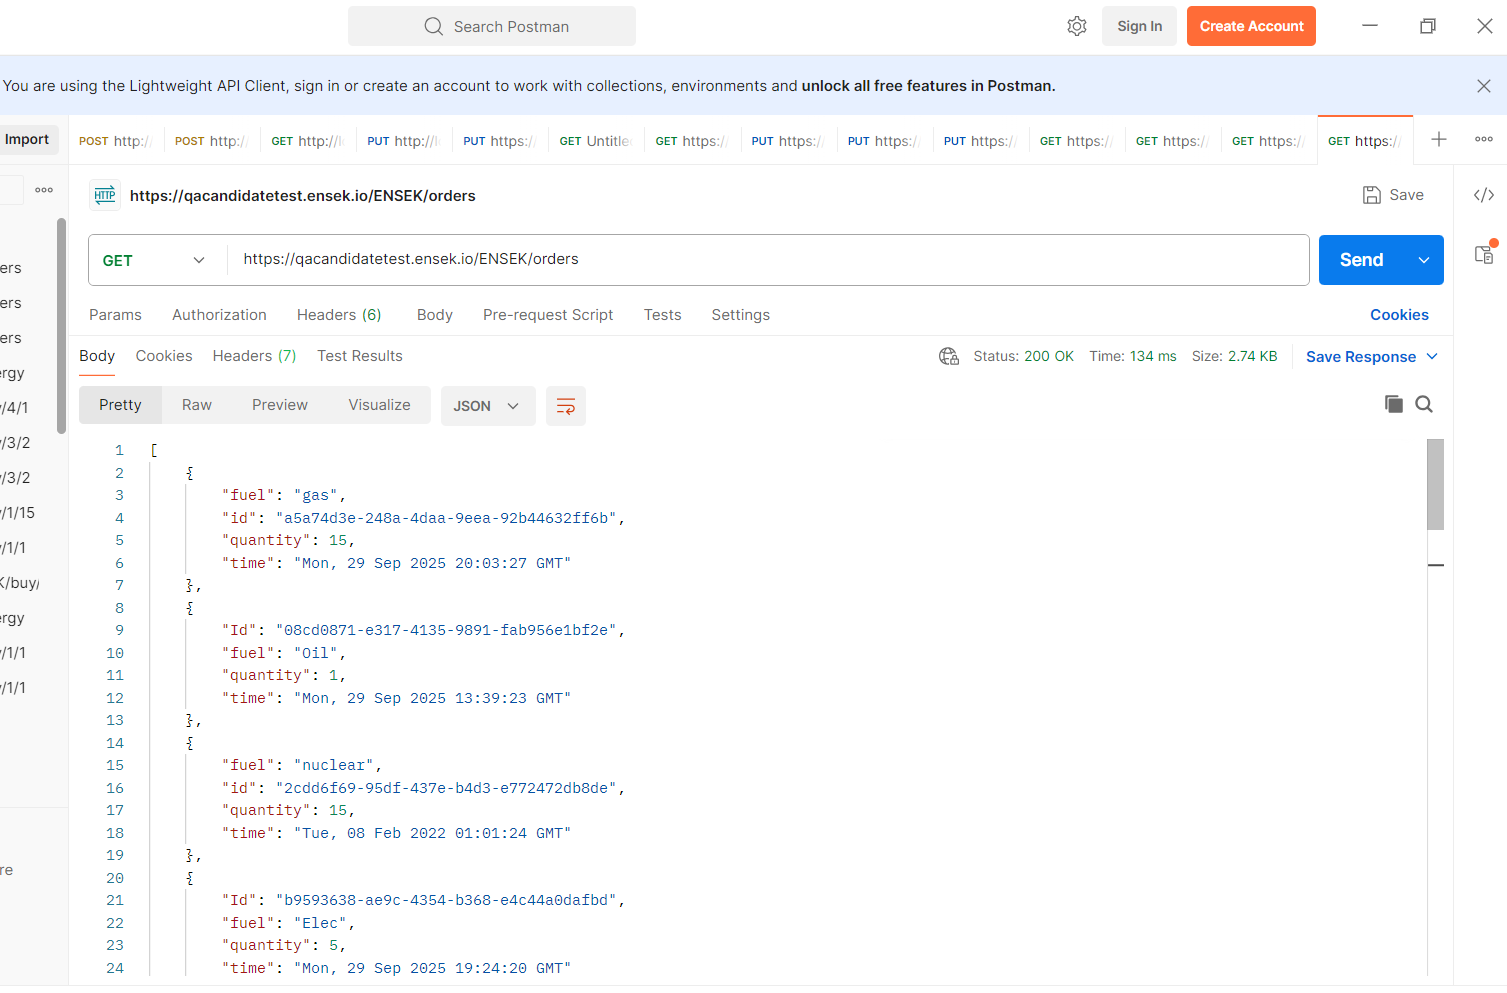 Search Postman
Sign In
Create Account
You are using the Lightweight API Client, sign in or create an account to work with collections, environments and unlock all free features in Postman.
Import
POST http:/
POST http:/
GET http://
PUT http://
PUT https:/
GET Untitle
GET https:/
PUT https:/
PUT https:/
PUT https:/
GET https:/
GET https:/
GET https:/
GET https:/
HTTP https://qacandidatetest.ensek.io/ENSEK/orders
Save
GET https://qacandidatetest.ensek.io/ENSEK/orders
Send
Params Authorization Headers (6) Body Pre-request Script Tests Settings Cookies
Body Cookies Headers (7) Test Results
Status: 200 OK Time: 134 ms Size: 2.74 KB Save Response
Pretty Raw Preview Visualize JSON
ers
ers
ers
ergy
/4/1
/3/2
/3/2
/1/15
/1/1
K/buy/
ergy
/1/1
/1/1
re
1 [
2 {
3 "fuel": "gas",
4 "id": "a5a74d3e-248a-4daa-9eea-92b44632ff6b",
5 "quantity": 15,
6 "time": "Mon, 29 Sep 2025 20:03:27 GMT"
7 },
8 {
9 "Id": "08cd0871-e317-4135-9891-fab956e1bf2e",
10 "fuel": "Oil",
11 "quantity": 1,
12 "time": "Mon, 29 Sep 2025 13:39:23 GMT"
13 },
14 {
15 "fuel": "nuclear",
16 "id": "2cdd6f69-95df-437e-b4d3-e772472db8de",
17 "quantity": 15,
18 "time": "Tue, 08 Feb 2022 01:01:24 GMT"
19 },
20 {
21 "Id": "b9593638-ae9c-4354-b368-e4c44a0dafbd",
22 "fuel": "Elec",
23 "quantity": 5,
24 "time": "Mon, 29 Sep 2025 19:24:20 GMT"